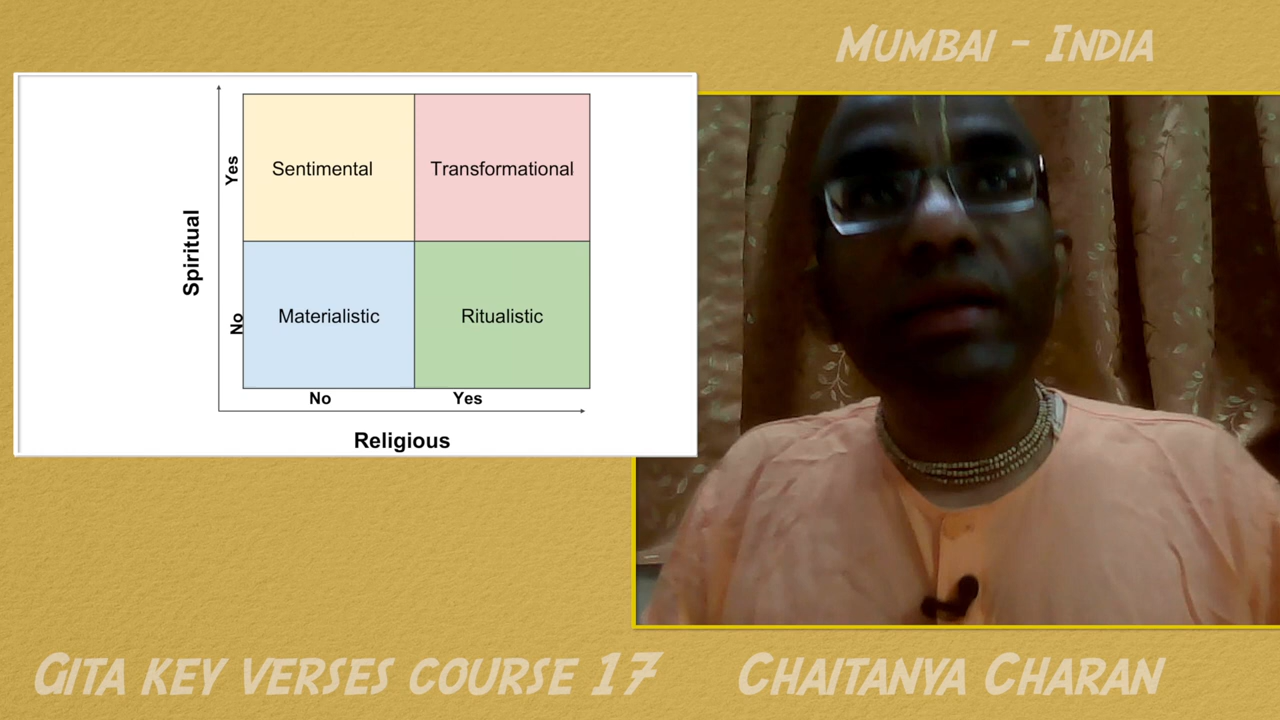 MUMBAI - INDIA
Yes
Sentimental
Transformational
Spiritual
No
Materialistic
Ritualistic
No
Yes
Religious
GITA KEY VERSES COURSE 17
CHAITANYA CHARAN